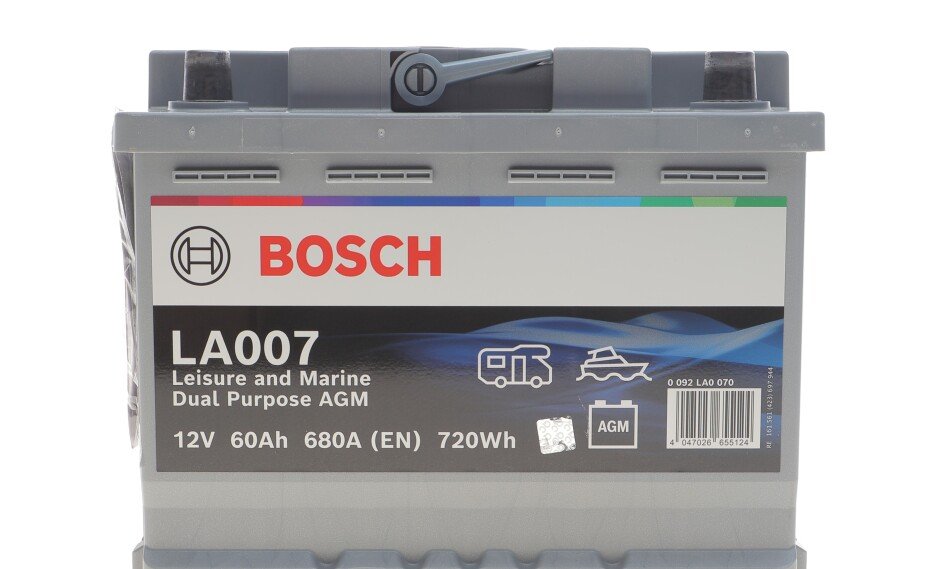 BOSCH
LA007
Leisure and Marine
Dual Purpose AGM
12V 60Ah 680A (EN) 720Wh
AGM
0 092 LA0 070
4 047026 655124